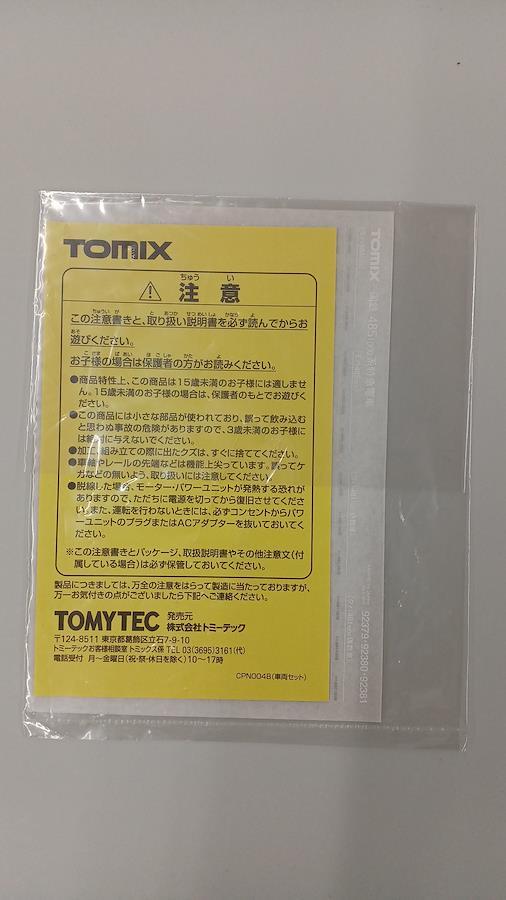 TOMIX
ちゅう い
⚠ 注 意
この注意書きと、取り扱い説明書を必ず読んでからお
遊びください。
お子様の場合は保護者の方がお読みください。
●商品特性上、この商品は15歳未満のお子様には適しませ
ん。15歳未満のお子様の場合は、保護者のもとでお遊びく
ださい。
●この商品には小さな部品が使われており、誤って飲み込む
と思わぬ事故の危険がありますので、3歳未満のお子様に
は絶対に与えないでください。
●加工、組み立ての際に出たクズは、すぐに捨ててください。
●車輪やレールの先端などは機能上尖っています。誤ってケ
ガなどの無いよう、取り扱いには注意してください。
●脱線した場合、モーター・パワーユニットが発熱する恐れが
ありますので、ただちに電源を切ってから復旧させてくださ
い。また、運転を行わないときには、必ずコンセントからパワ
ーユニットのプラグまたはACアダプターを抜いておいてく
ださい。
※この注意書きとパッケージ、取扱説明書やその他注意文(付
属している場合)は必ず保管しておいてください。
製品につきましては、万全の注意をはらって製造に当たっておりますが、
万一お気付きの点がございましたら下記へご連絡ください。
TOMYTEC 発売元
株式会社トミーテック
〒124-8511 東京都葛飾区立石7-9-10
トミーテックお客様相談室 トミックス係 TEL 03(3695)3161(代)
電話受付 月〜金曜日(祝・祭・休日を除く)10〜17時
CPN004B(車両セット)
TOMIX
92379・92380・92381